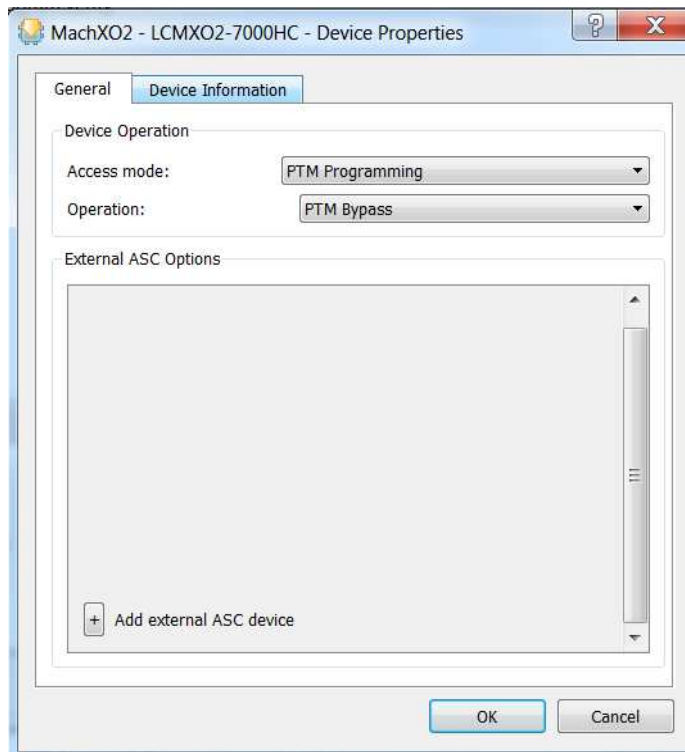 MachXO2 - LCMXO2-7000HC - Device Properties
General
Device Information
Device Operation
Access mode:
PTM Programming
Operation:
PTM Bypass
External ASC Options
+ Add external ASC device
OK
Cancel